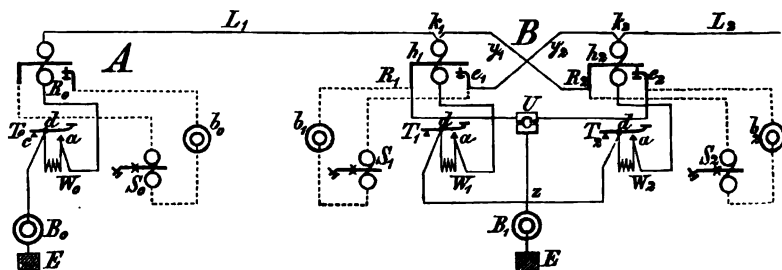 L₁ k₁ B k₂ L₂
A h₁ y₁ y₂ h₂
R₀ R₁ e₁ R₂ e₂
U
T c d a b₀ b₁ T₁ d a T₂ d a b₂
S₀ S₁ S₂
W₀ W₁ W₂
z
B₀ B₁
E E